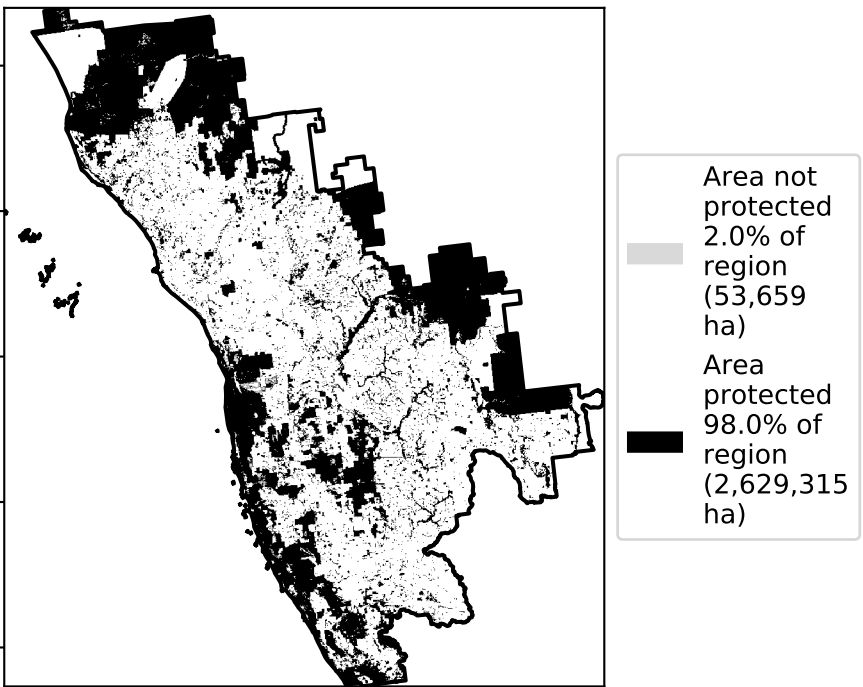 Area not
protected
2.0% of
region
(53,659
ha)
Area
protected
98.0% of
region
(2,629,315
ha)